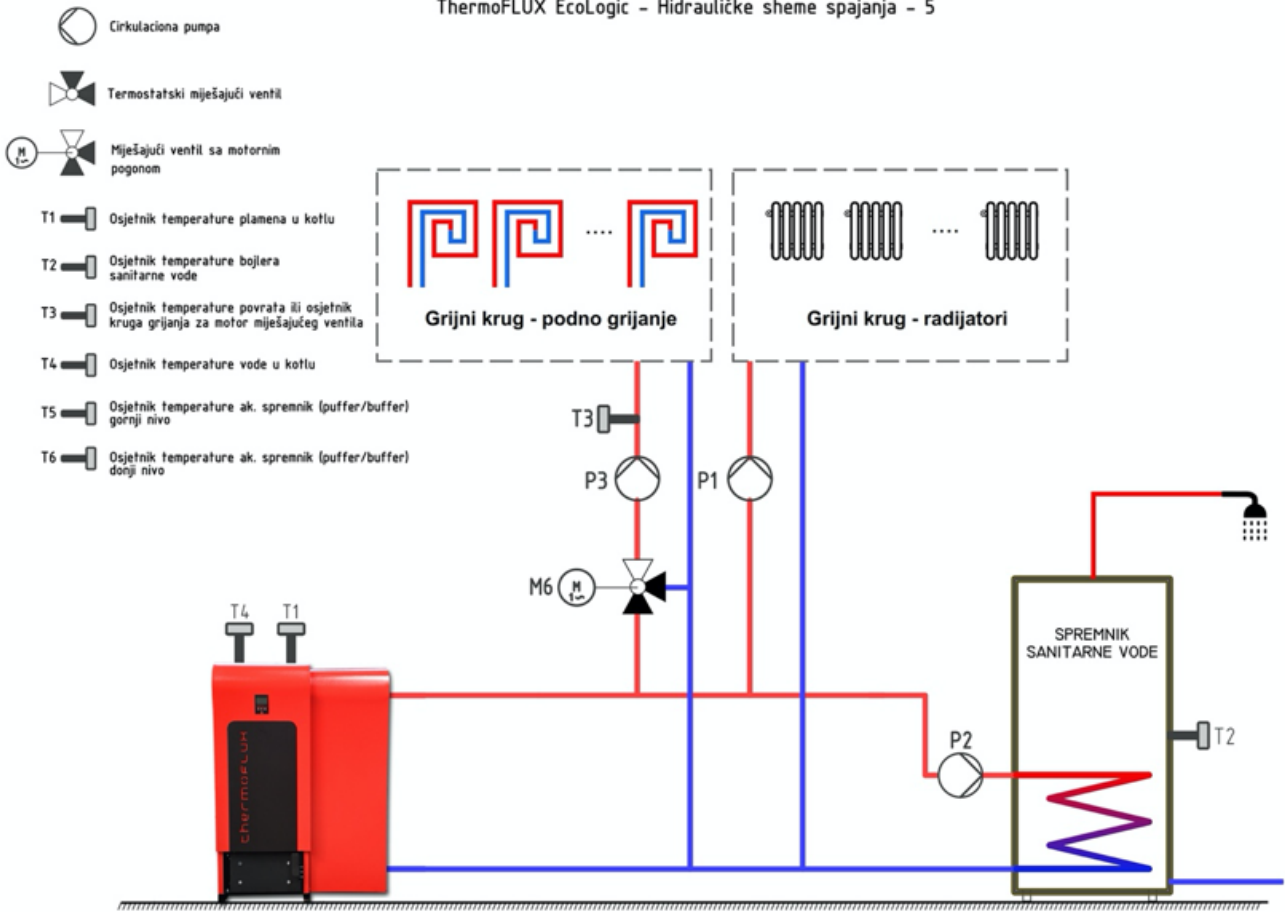 ThermoFLUX EcoLogic - Hidrauličke sheme spajanja - 5
Cirkulaciona pumpa
Termostatski miješajući ventil
M
1~
Miješajući ventil sa motornim
pogonom
T1
Osjetnik temperature plamena u kotlu
T2
Osjetnik temperature bojlera
sanitarne vode
T3
Osjetnik temperature povrata ili osjetnik
kruga grijanja za motor miješajućeg ventila
T4
Osjetnik temperature vode u kotlu
T5
Osjetnik temperature ak. spremnik (puffer/buffer)
gornji nivo
T6
Osjetnik temperature ak. spremnik (puffer/buffer)
donji nivo
....
Grijni krug - podno grijanje
....
Grijni krug - radijatori
T3
P3
P1
M6
M
1~
T4
T1
thermoFLUX
P2
SPREMNIK
SANITARNE VODE
T2